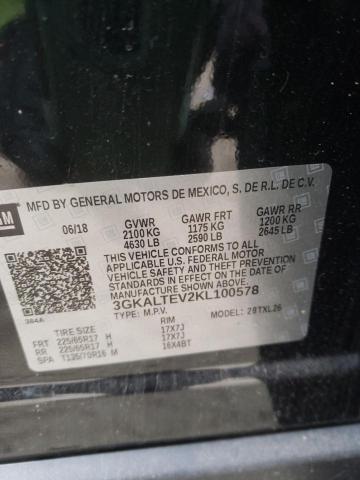 GM
MFD BY GENERAL MOTORS DE MEXICO, S. DE R.L. DE C.V.
06/18 GVWR GAWR FRT GAWR RR
2100 KG 1175 KG 1200 KG
4630 LB 2590 LB 2645 LB
THIS VEHICLE CONFORMS TO ALL
APPLICABLE U.S. FEDERAL MOTOR
VEHICLE SAFETY, BUMPER, AND THEFT
PREVENTION STANDARDS IN EFFECT ON
THE DATE OF MANUFACTURE SHOWN ABOVE.
3GKALTEV2KL100578
TYPE: M.P.V. MODEL: 29TXL26
384A
TIRE SIZE RIM
FRT 225/65R17 H 17X7J
RR 225/65R17 H 17X7J
SPA T135/70R16 M 16X4BT